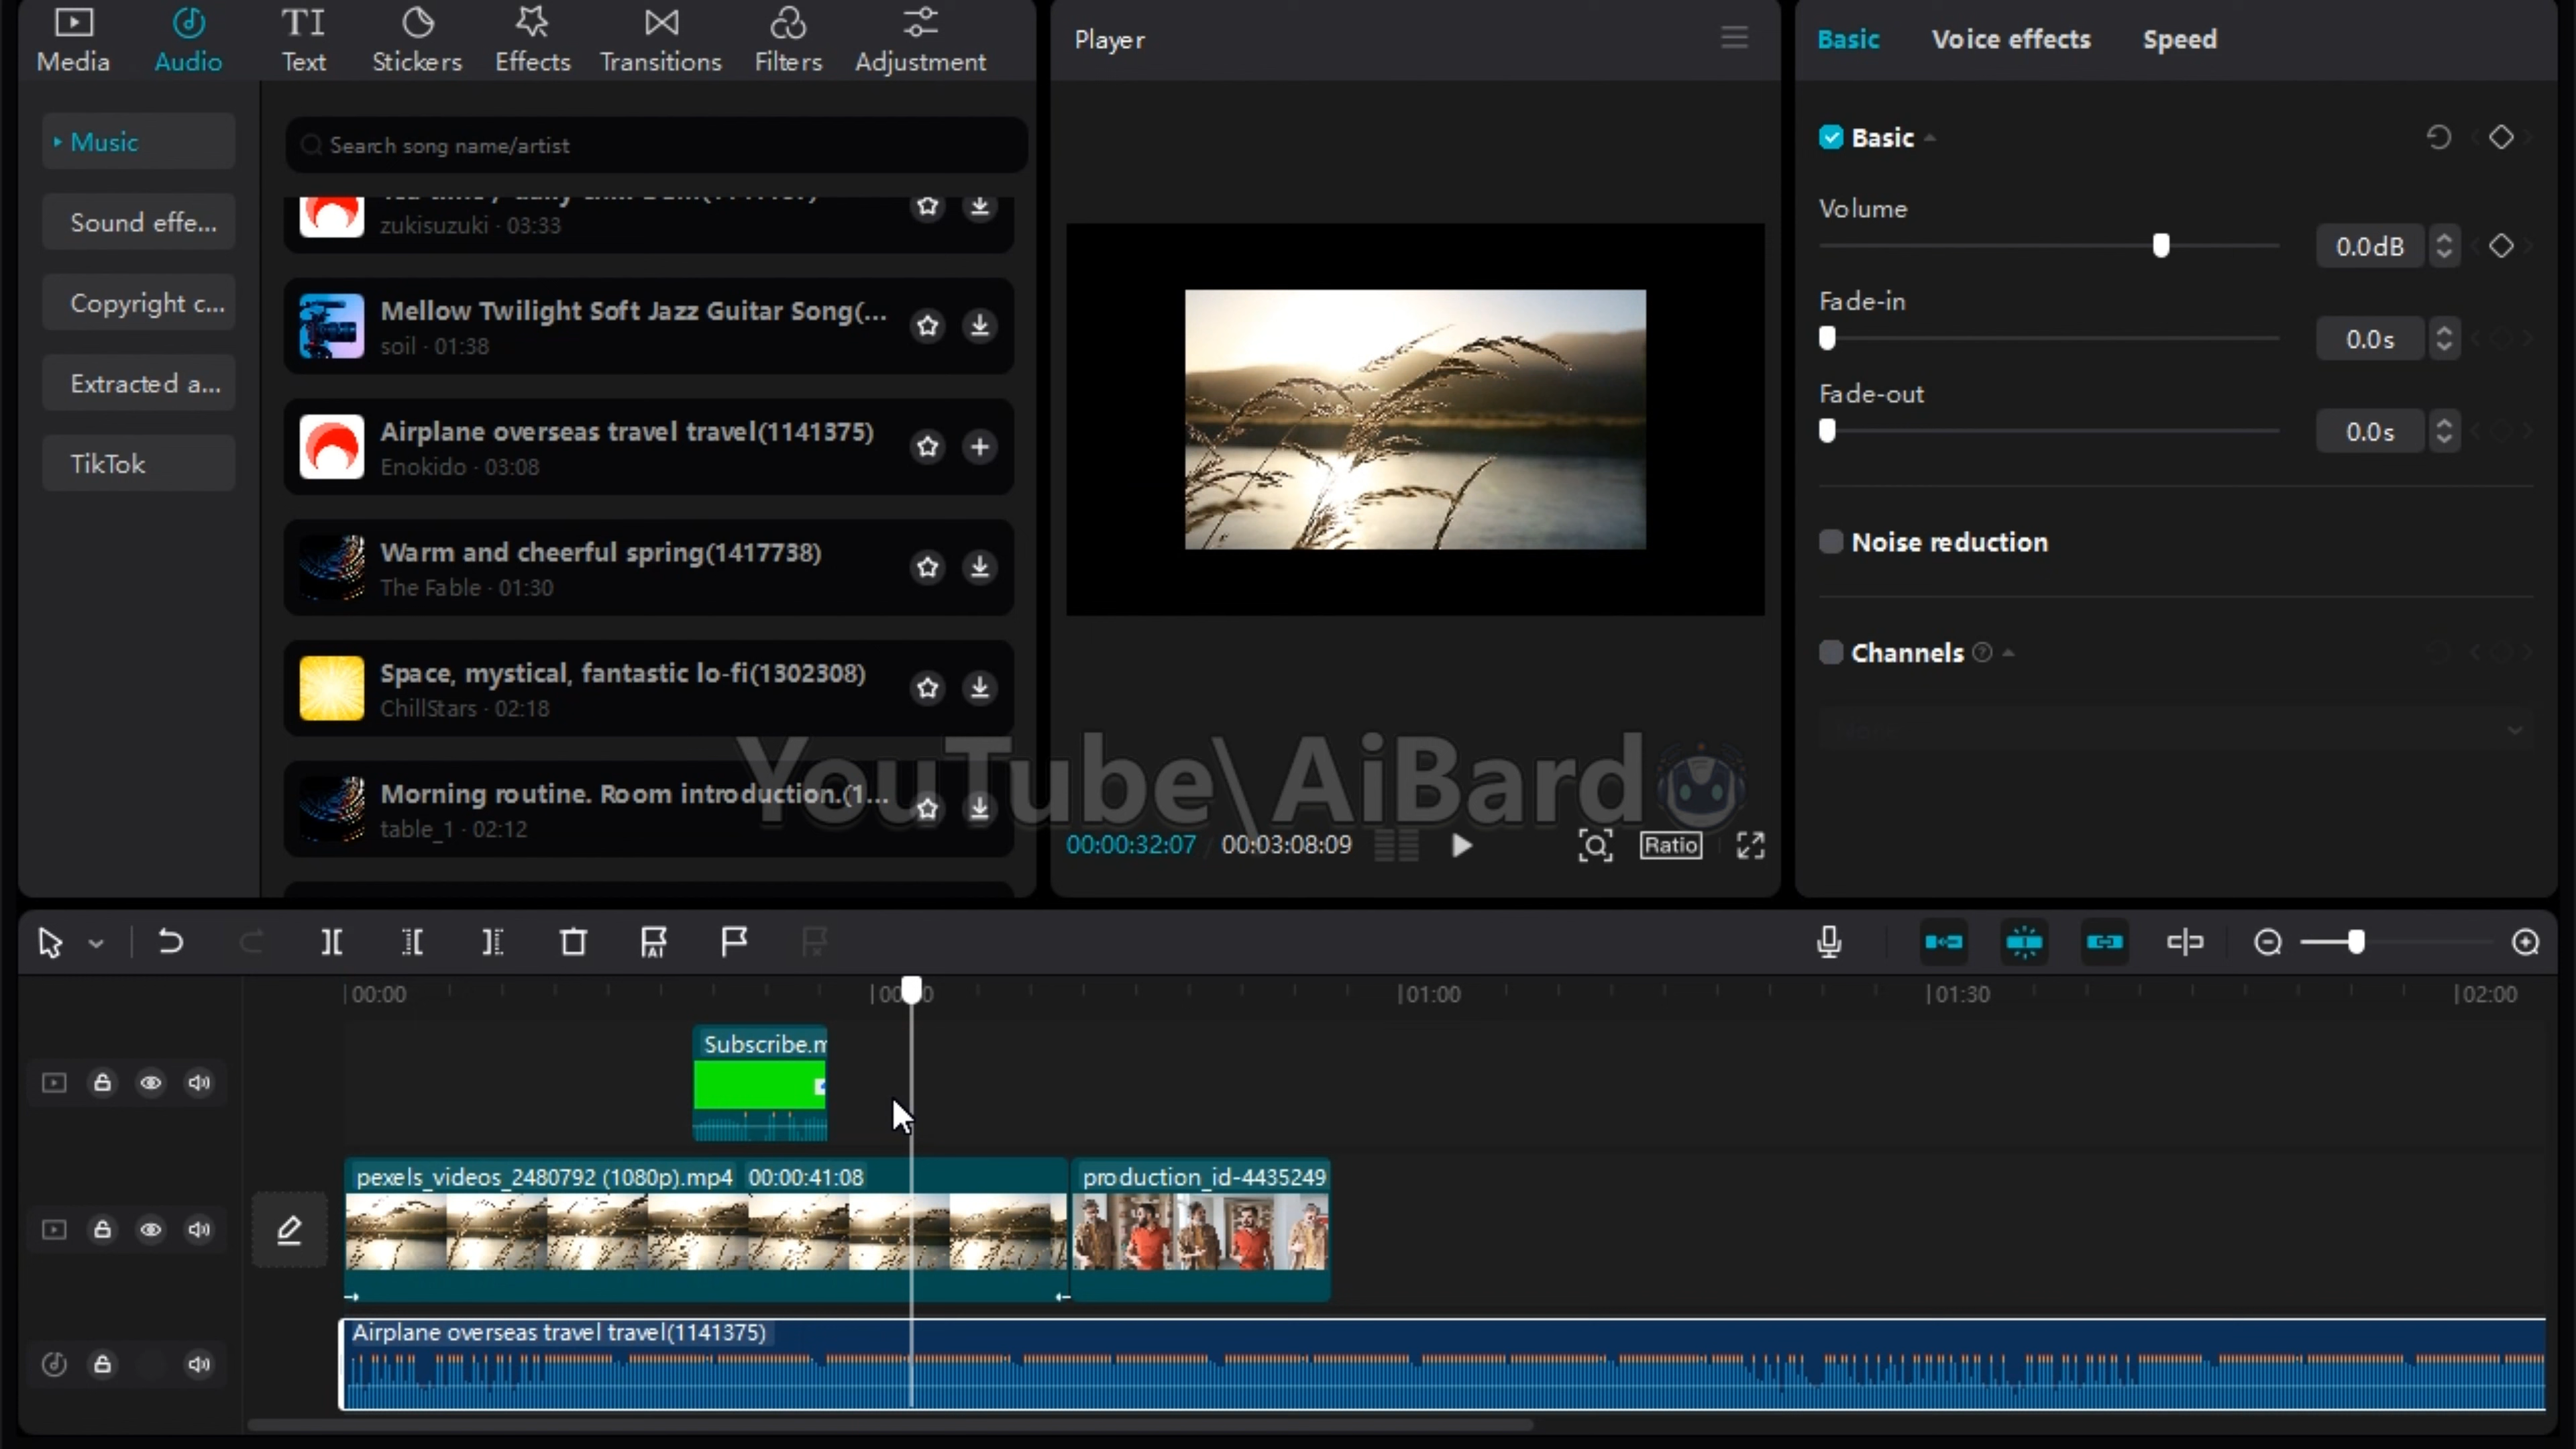 Media Audio Text Stickers Effects Transitions Filters Adjustment
Music
Sound effe...
Copyright c...
Extracted a...
TikTok
Search song name/artist
zukisuzuki · 03:33
Mellow Twilight Soft Jazz Guitar Song(...
soil · 01:38
Airplane overseas travel travel(1141375)
Enokido · 03:08
Warm and cheerful spring(1417738)
The Fable · 01:30
Space, mystical, fantastic lo-fi(1302308)
ChillStars · 02:18
Morning routine. Room introduction.(1...
table_1 · 02:12
Player
YouTube\AiBard
00:00:32:07 / 00:03:08:09
Ratio
Basic Voice effects Speed
Basic
Volume
0.0dB
Fade-in
0.0s
Fade-out
0.0s
Noise reduction
Channels
00:00 01:00 01:30 02:00
Subscribe.m
pexels_videos_2480792 (1080p).mp4 00:00:41:08
production_id-4435249
Airplane overseas travel travel(1141375)